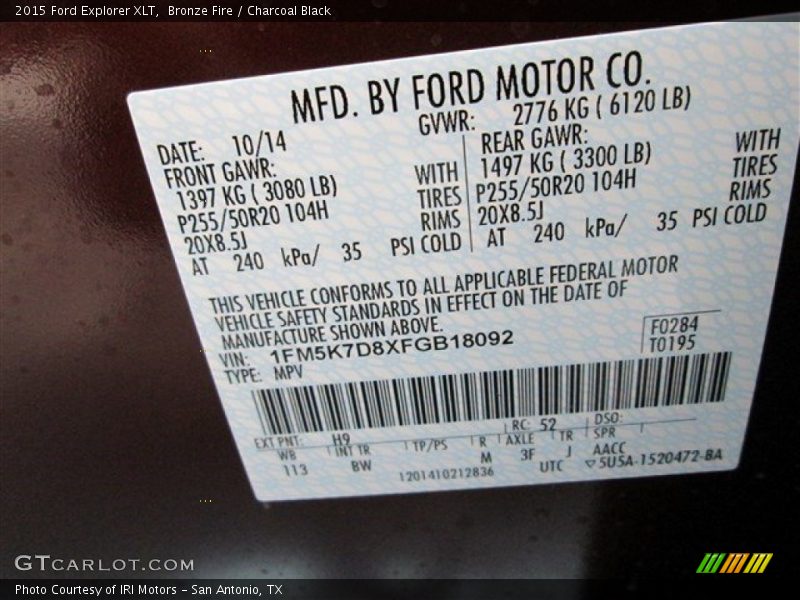 2015 Ford Explorer XLT, Bronze Fire / Charcoal Black
MFD. BY FORD MOTOR CO.
DATE: 10/14 GVWR: 2776 KG ( 6120 LB)
FRONT GAWR:
1397 KG ( 3080 LB) WITH
P255/50R20 104H TIRES
20X8.5J RIMS
AT 240 kPa/ 35 PSI COLD
REAR GAWR:
1497 KG ( 3300 LB) WITH
P255/50R20 104H TIRES
20X8.5J RIMS
AT 240 kPa/ 35 PSI COLD
THIS VEHICLE CONFORMS TO ALL APPLICABLE FEDERAL MOTOR
VEHICLE SAFETY STANDARDS IN EFFECT ON THE DATE OF
MANUFACTURE SHOWN ABOVE.
VIN: 1FM5K7D8XFGB18092
TYPE: MPV
F0284
T0195
EXT PNT: H9 RC: 52 DSO:
WB INT TR TP/PS R AXLE TR SPR
113 BW M 3F J AACC
1201410212836 UTC ▽5USA-1520472-BA
GTCARLOT.COM
Photo Courtesy of IRI Motors – San Antonio, TX